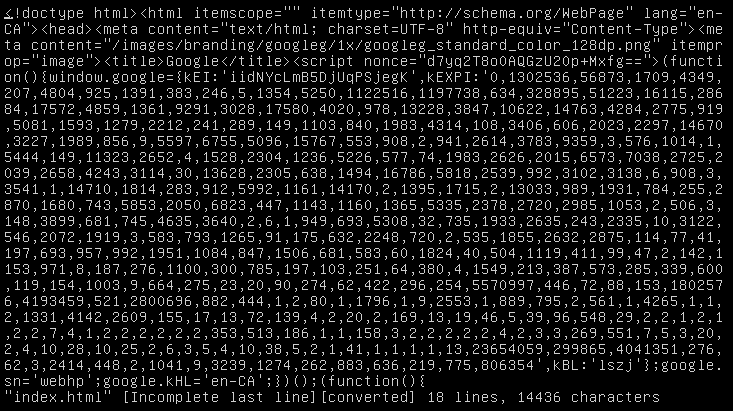 <!doctype html><html itemscope="" itemtype="http://schema.org/WebPage" lang="en-
CA"><head><meta content="text/html; charset=UTF-8" http-equiv="Content-Type"><me
ta content="/images/branding/googleg/1x/googleg_standard_color_128dp.png" itempr
op="image"><title>Google</title><script nonce="d7yq2T8oOAQGzU2Op+Mxfg==">(functi
on(){window.google={kEI:'iidNYcLmB5DjUqPSjegK',kEXPI:'0,1302536,56873,1709,4349,
207,4804,925,1391,383,246,5,1354,5250,1122516,1197738,634,328895,51223,16115,286
84,17572,4859,1361,9291,3028,17580,4020,978,13228,3847,10622,14763,4284,2775,919
,5081,1593,1279,2212,241,289,149,1103,840,1983,4314,108,3406,606,2023,2297,14670
,3227,1989,856,9,5597,6755,5096,15767,553,908,2,941,2614,3783,9359,3,576,1014,1,
5444,149,11323,2652,4,1528,2304,1236,5226,577,74,1983,2626,2015,6573,7038,2725,2
039,2658,4243,3114,30,13628,2305,638,1494,16786,5818,2539,992,3102,3138,6,908,3,
3541,1,14710,1814,283,912,5992,1161,14170,2,1395,1715,2,13033,989,1931,784,255,2
870,1680,743,5853,2050,6823,447,1143,1160,1365,5335,2378,2720,2985,1053,2,506,3,
148,3899,681,745,4635,3640,2,6,1,949,693,5308,32,735,1933,2635,243,2335,10,3122,
546,2072,1919,3,583,793,1265,91,175,632,2248,720,2,535,1855,2632,2875,114,77,41,
197,693,957,992,1951,1084,847,1506,681,583,60,1824,40,504,1119,411,99,47,2,142,1
153,971,8,187,276,1100,300,785,197,103,251,64,380,4,1549,213,387,573,285,339,600
,119,154,1003,9,664,275,23,20,90,274,62,422,296,254,5570997,446,72,88,153,180257
6,4193459,521,2800696,882,444,1,2,80,1,1796,1,9,2553,1,889,795,2,561,1,4265,1,1,
2,1331,4142,2609,155,17,13,72,139,4,2,20,2,169,13,19,46,5,39,96,548,29,2,2,1,2,1
,2,2,7,4,1,2,2,2,2,2,2,353,513,186,1,1,158,3,2,2,2,2,2,4,2,3,3,269,551,7,5,3,20,
2,4,10,28,10,25,2,6,3,5,4,10,38,5,2,1,41,1,1,1,1,13,23654059,299865,4041351,276,
62,3,2414,448,2,1041,9,3239,1274,262,883,636,219,775,806354',kBL:'lszj'};google.
sn='webhp';google.kHL='en-CA';})();(function(){
"index.html" [Incomplete last line][converted] 18 lines, 14436 characters